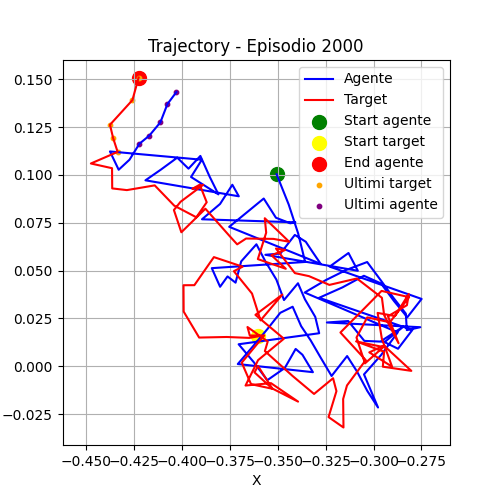 Trajectory - Episodio 2000
Agente
Target
Start agente
Start target
End agente
Ultimi target
Ultimi agente
0.150
0.125
0.100
0.075
0.050
0.025
0.000
−0.025
−0.450 −0.425 −0.400 −0.375 −0.350 −0.325 −0.300 −0.275
X